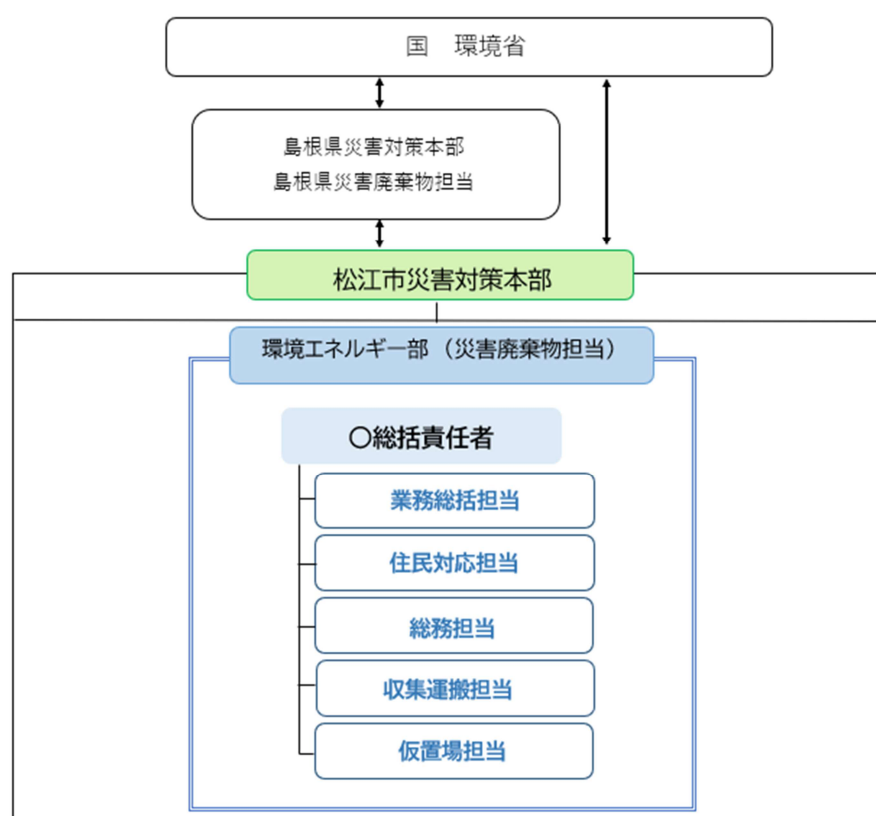 国　環境省
島根県災害対策本部
島根県災害廃棄物担当
松江市災害対策本部
環境エネルギー部（災害廃棄物担当）
〇総括責任者
業務総括担当
住民対応担当
総務担当
収集運搬担当
仮置場担当